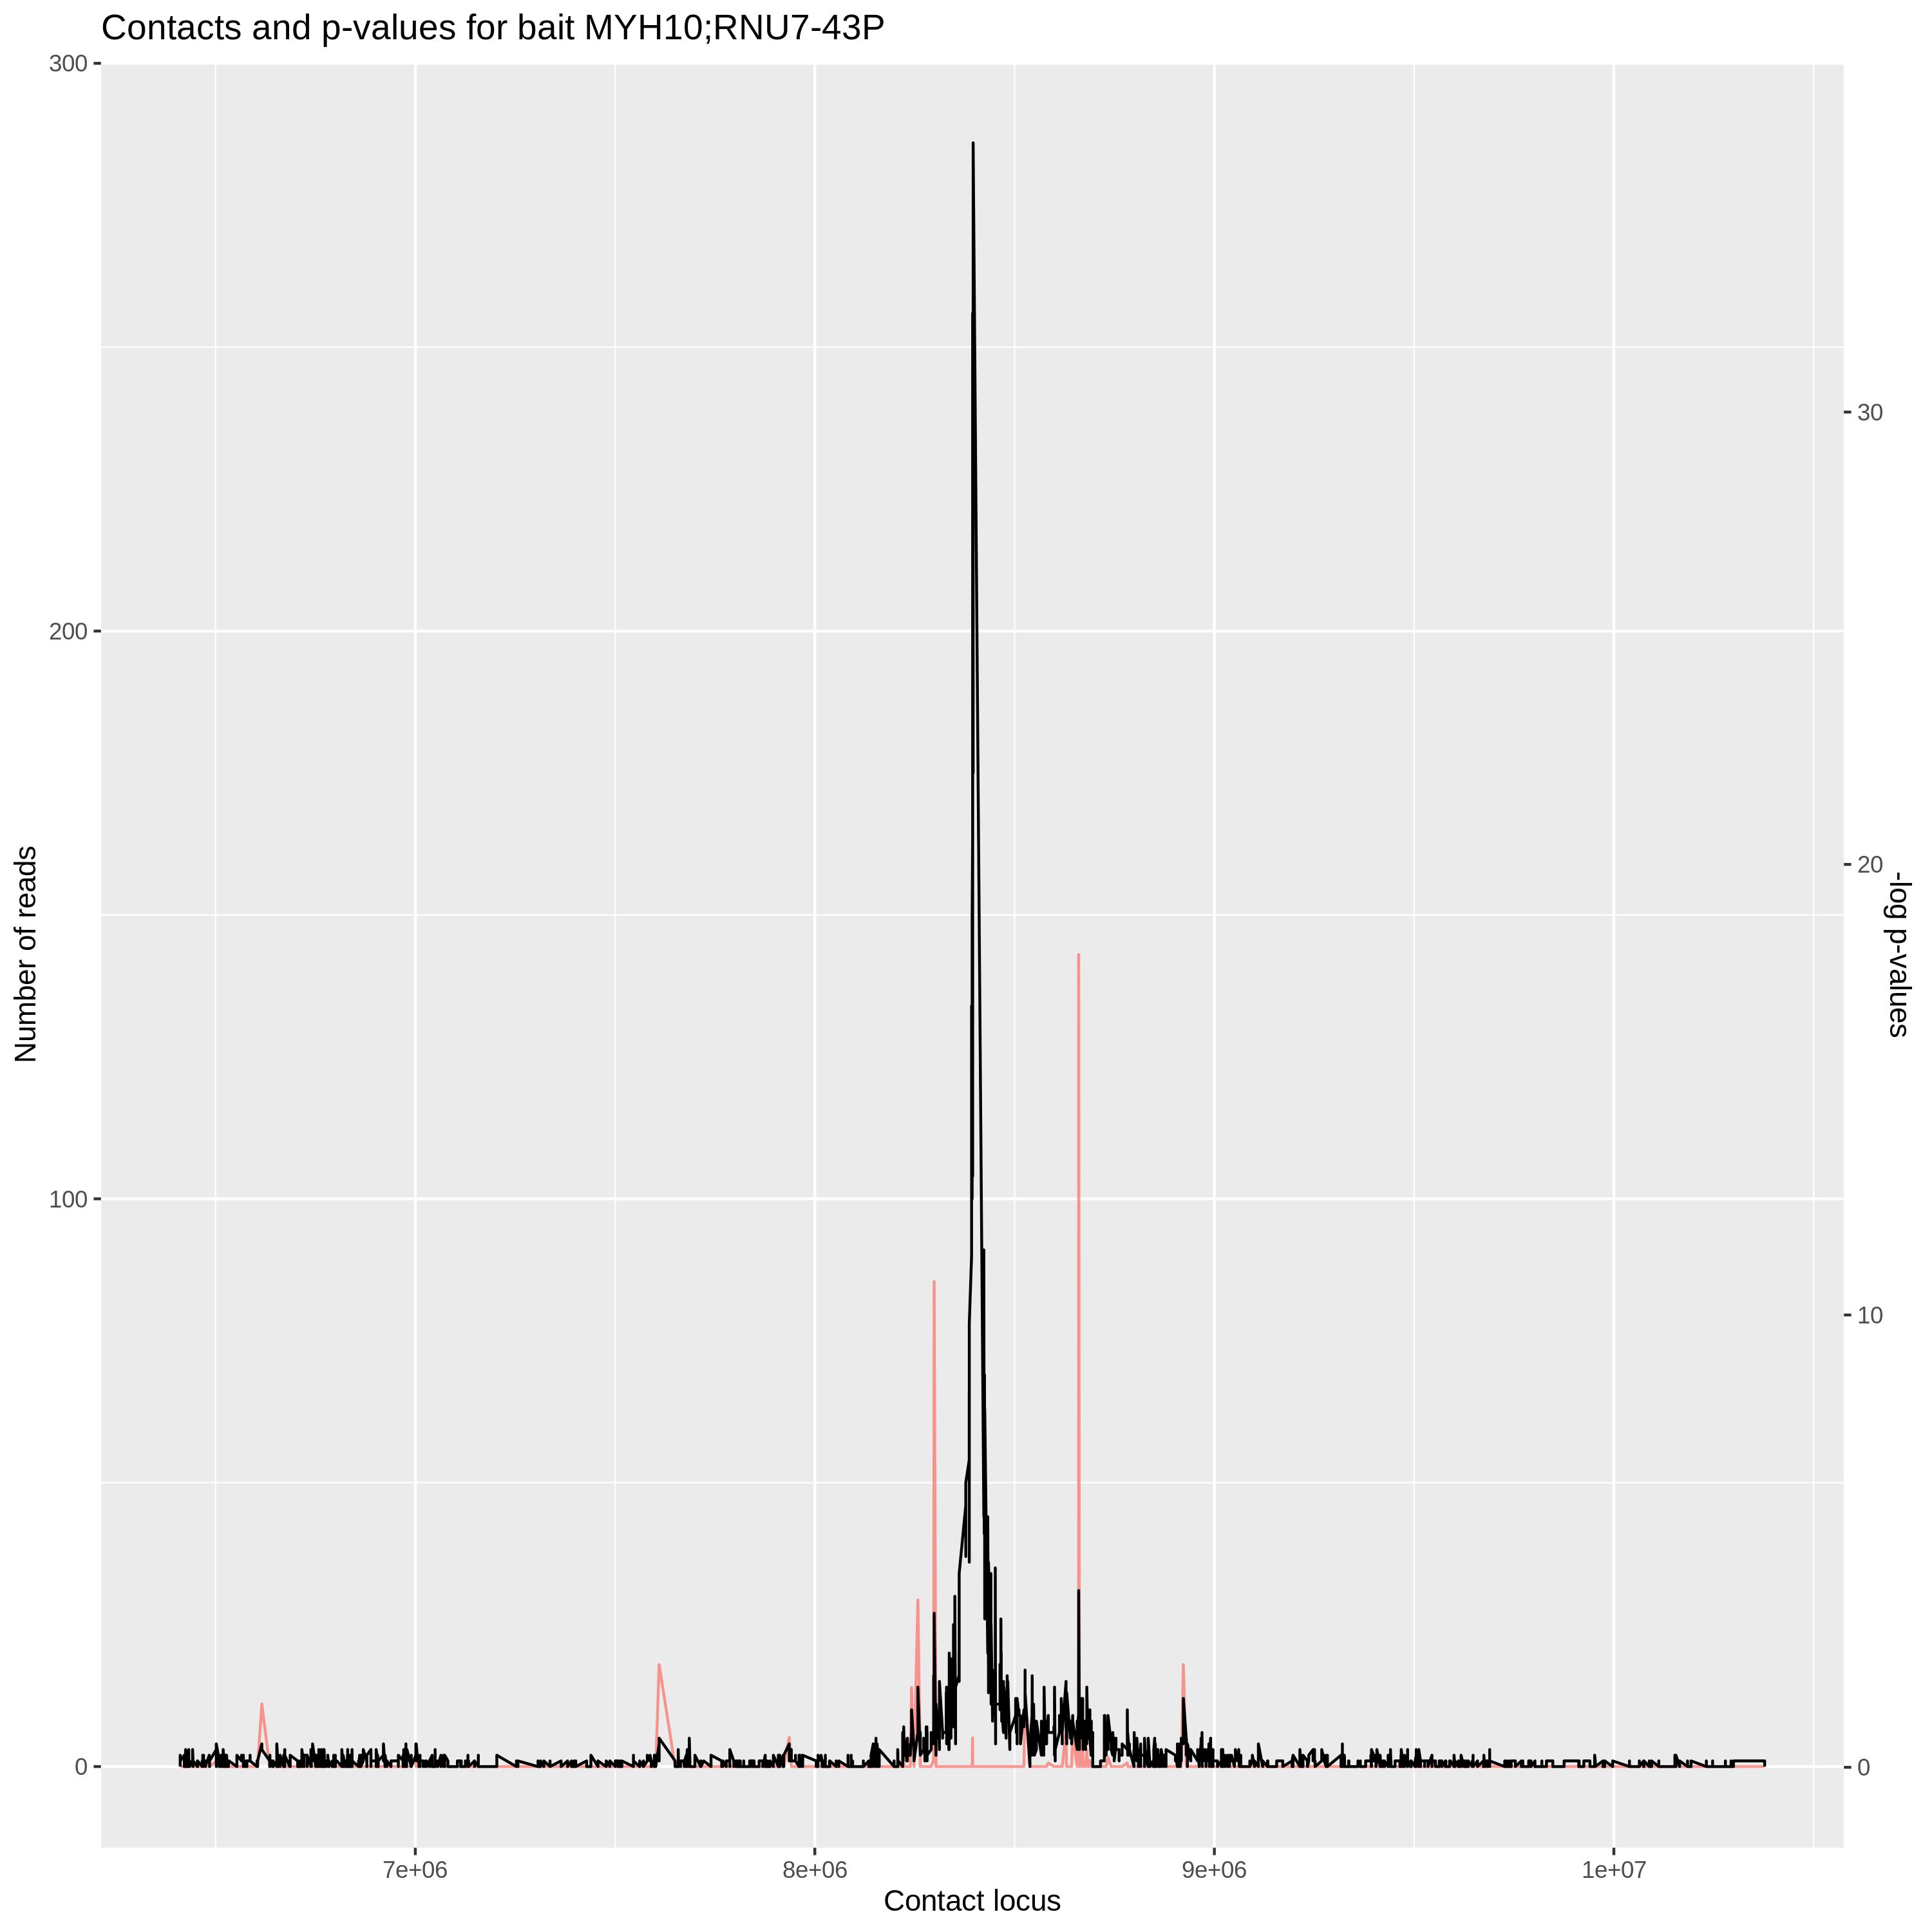 Contacts and p-values for bait MYH10;RNU7-43P
300
200
100
0
Number of reads
30
20
10
0
-log p-values
7e+06
8e+06
9e+06
1e+07
Contact locus